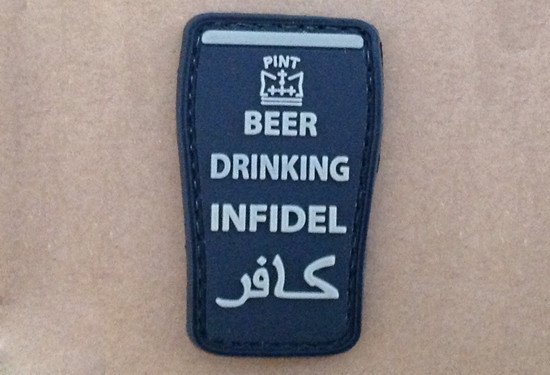 PINT
BEER
DRINKING
INFIDEL
كافر